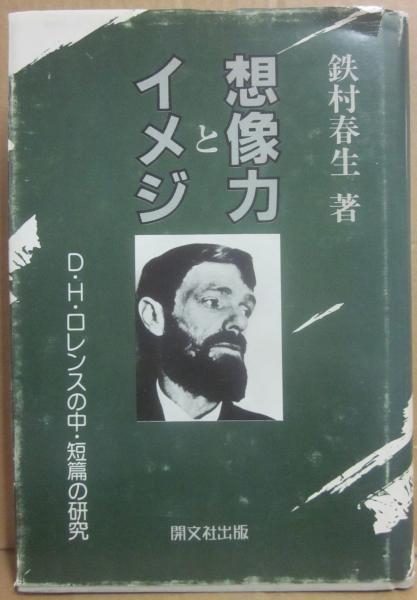 鉄村春生 著
想像力
と
イメジ
D・H・ロレンスの中・短篇の研究
開文社出版